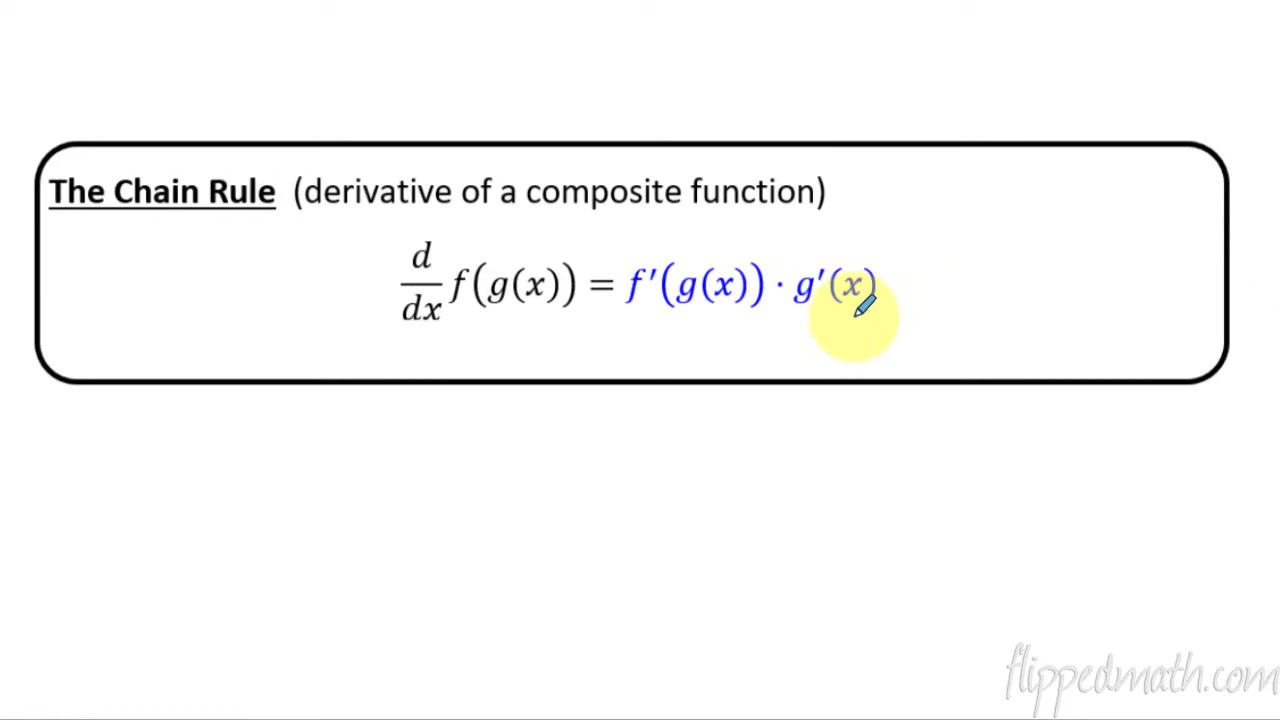 The Chain Rule (derivative of a composite function)
d/dx f(g(x)) = f′(g(x)) · g′(x)
flippedmath.com